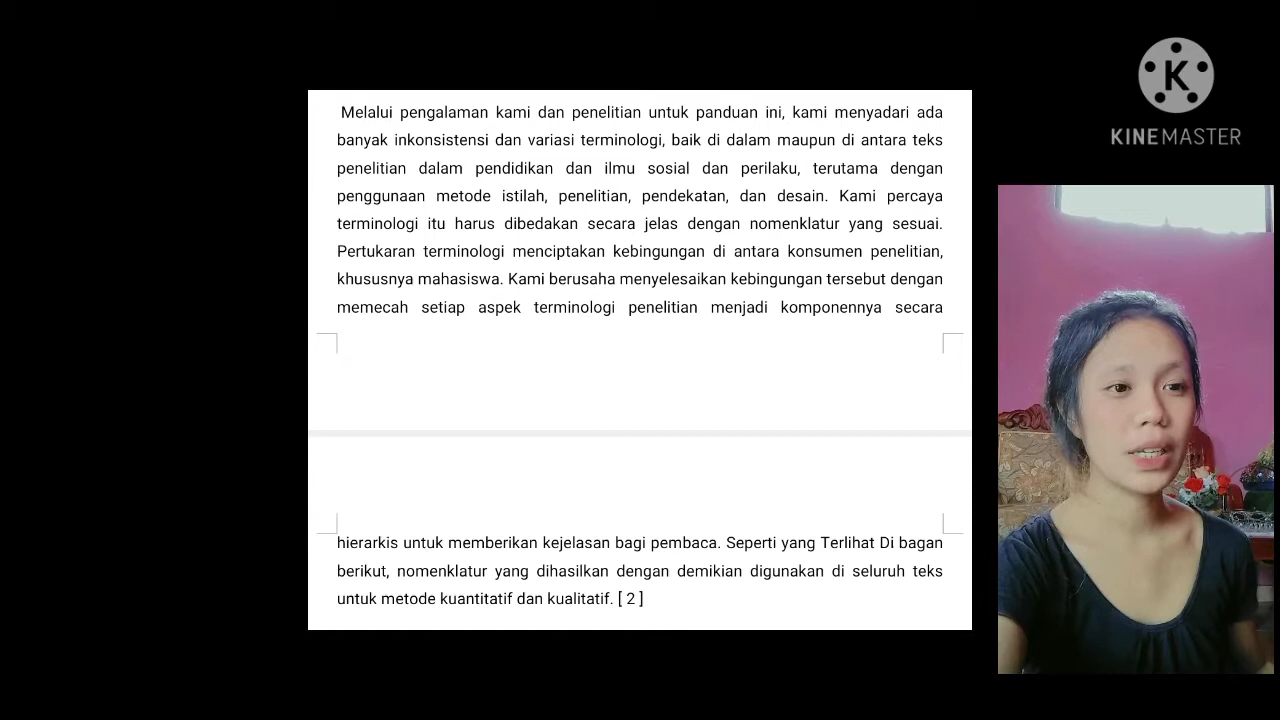 Melalui pengalaman kami dan penelitian untuk panduan ini, kami menyadari ada
banyak inkonsistensi dan variasi terminologi, baik di dalam maupun di antara teks
penelitian dalam pendidikan dan ilmu sosial dan perilaku, terutama dengan
penggunaan metode istilah, penelitian, pendekatan, dan desain. Kami percaya
terminologi itu harus dibedakan secara jelas dengan nomenklatur yang sesuai.
Pertukaran terminologi menciptakan kebingungan di antara konsumen penelitian,
khususnya mahasiswa. Kami berusaha menyelesaikan kebingungan tersebut dengan
memecah setiap aspek terminologi penelitian menjadi komponennya secara
hierarkis untuk memberikan kejelasan bagi pembaca. Seperti yang Terlihat Di bagan
berikut, nomenklatur yang dihasilkan dengan demikian digunakan di seluruh teks
untuk metode kuantitatif dan kualitatif. [ 2 ]
K
KINEMASTER